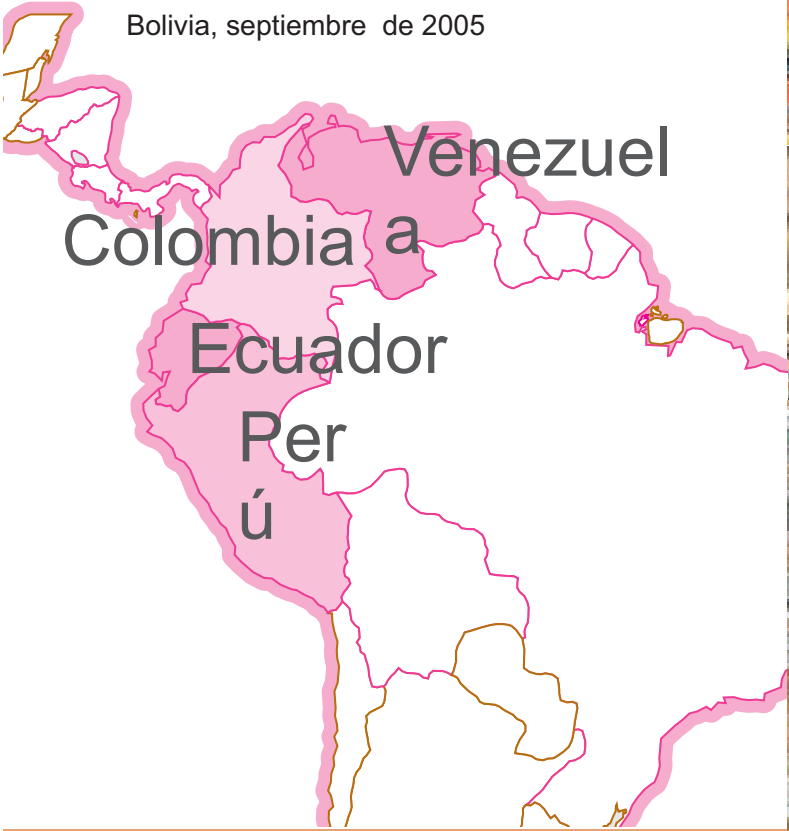 Bolivia, septiembre de 2005
Venezuel
a
Colombia
Ecuador
Per
ú